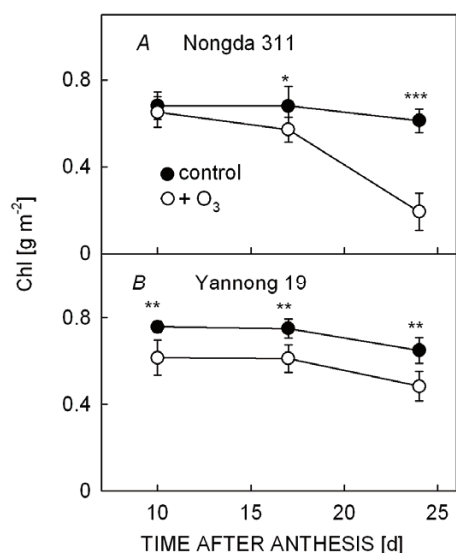 A Nongda 311
0.8
*
***
0.4
control
+ O3
0
Chl [g m-2]
B Yannong 19
**
**
**
0.8
0.4
0
10 15 20 25
TIME AFTER ANTHESIS [d]